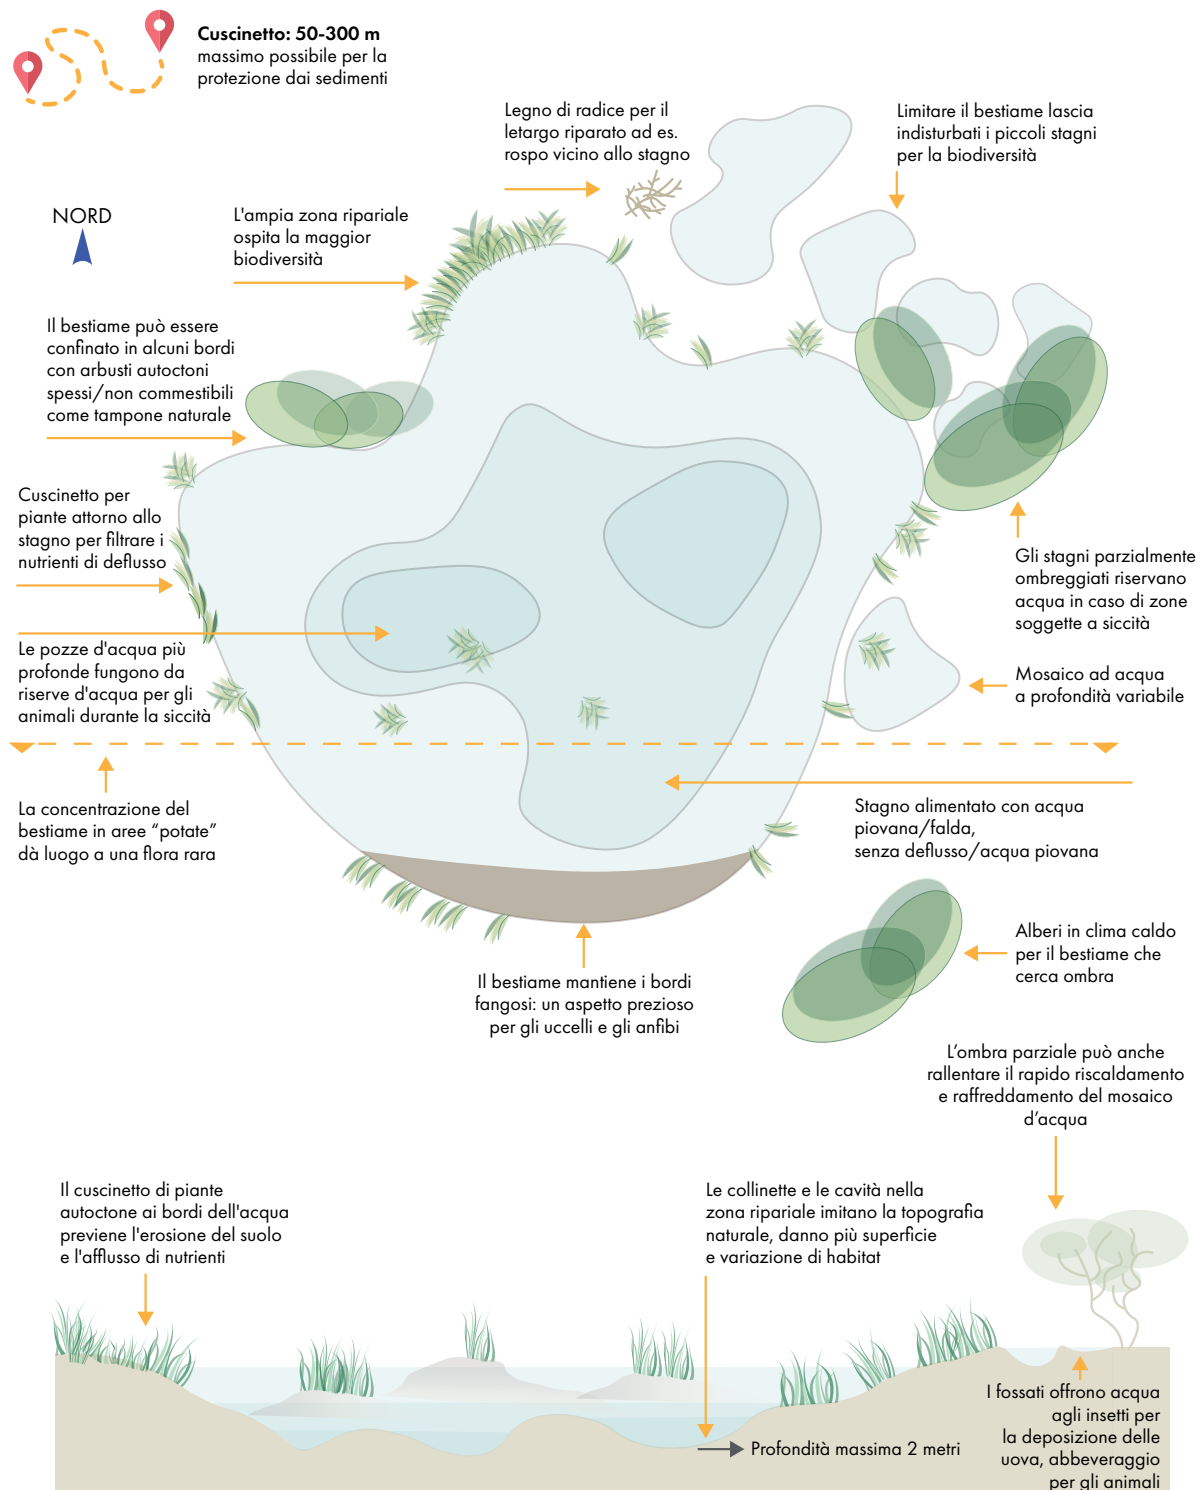 Cuscinetto: 50-300 m
massimo possibile per la
protezione dai sedimenti
Legno di radice per il
letargo riparato ad es.
rospo vicino allo stagno
Limitare il bestiame lascia
indisturbati i piccoli stagni
per la biodiversità
NORD
L'ampia zona ripariale
ospita la maggior
biodiversità
Il bestiame può essere
confinato in alcuni bordi
con arbusti autoctoni
spessi/non commestibili
come tampone naturale
Cuscinetto per
piante attorno allo
stagno per filtrare i
nutrienti di deflusso
Gli stagni parzialmente
ombreggiati riservano
acqua in caso di zone
soggette a siccità
Le pozze d'acqua più
profonde fungono da
riserve d'acqua per gli
animali durante la siccità
Mosaico ad acqua
a profondità variabile
La concentrazione del
bestiame in aree “potate”
dà luogo a una flora rara
Stagno alimentato con acqua
piovana/falda,
senza deflusso/acqua piovana
Alberi in clima caldo
per il bestiame che
cerca ombra
Il bestiame mantiene i bordi
fangosi: un aspetto prezioso
per gli uccelli e gli anfibi
L’ombra parziale può anche
rallentare il rapido riscaldamento
e raffreddamento del mosaico
d’acqua
Il cuscinetto di piante
autoctone ai bordi dell'acqua
previene l'erosione del suolo
e l'afflusso di nutrienti
Le collinette e le cavità nella
zona ripariale imitano la topografia
naturale, danno più superficie
e variazione di habitat
I fossati offrono acqua
agli insetti per
la deposizione delle
uova, abbeveraggio
per gli animali
Profondità massima 2 metri